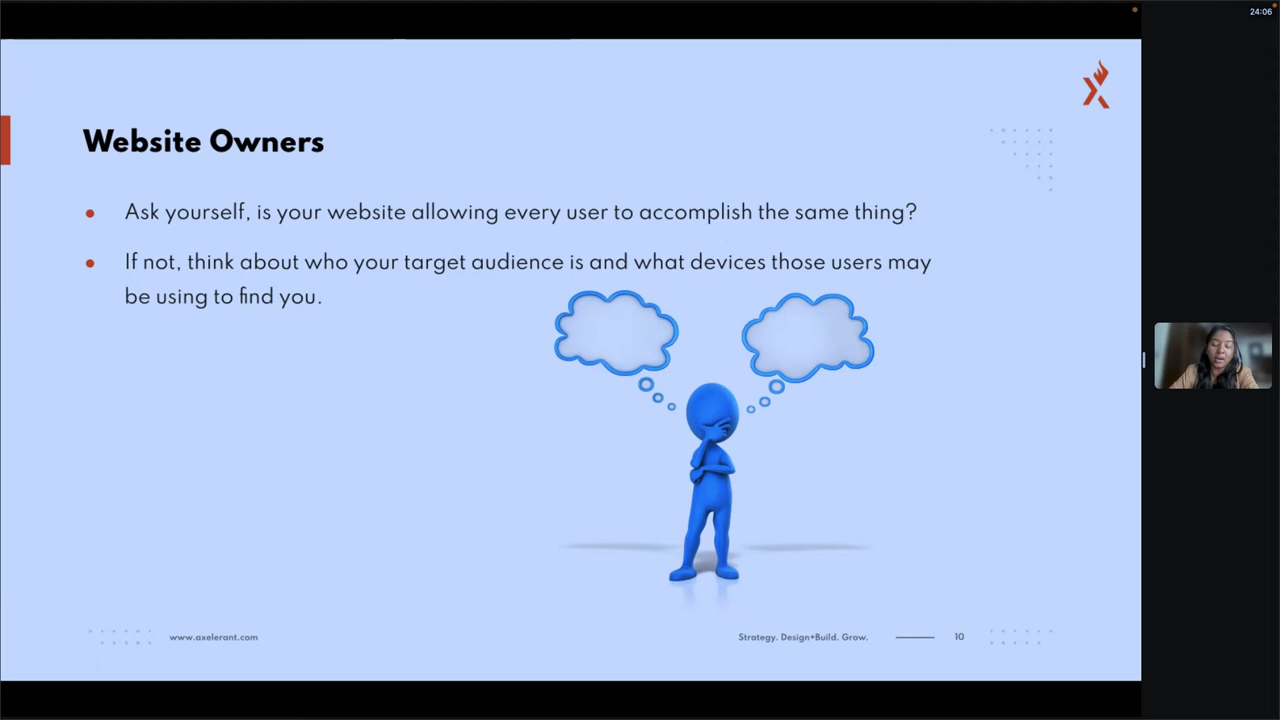 24:06
Website Owners
• Ask yourself, is your website allowing every user to accomplish the same thing?
• If not, think about who your target audience is and what devices those users may
be using to find you.
www.axelerant.com
Strategy. Design+Build. Grow.
10